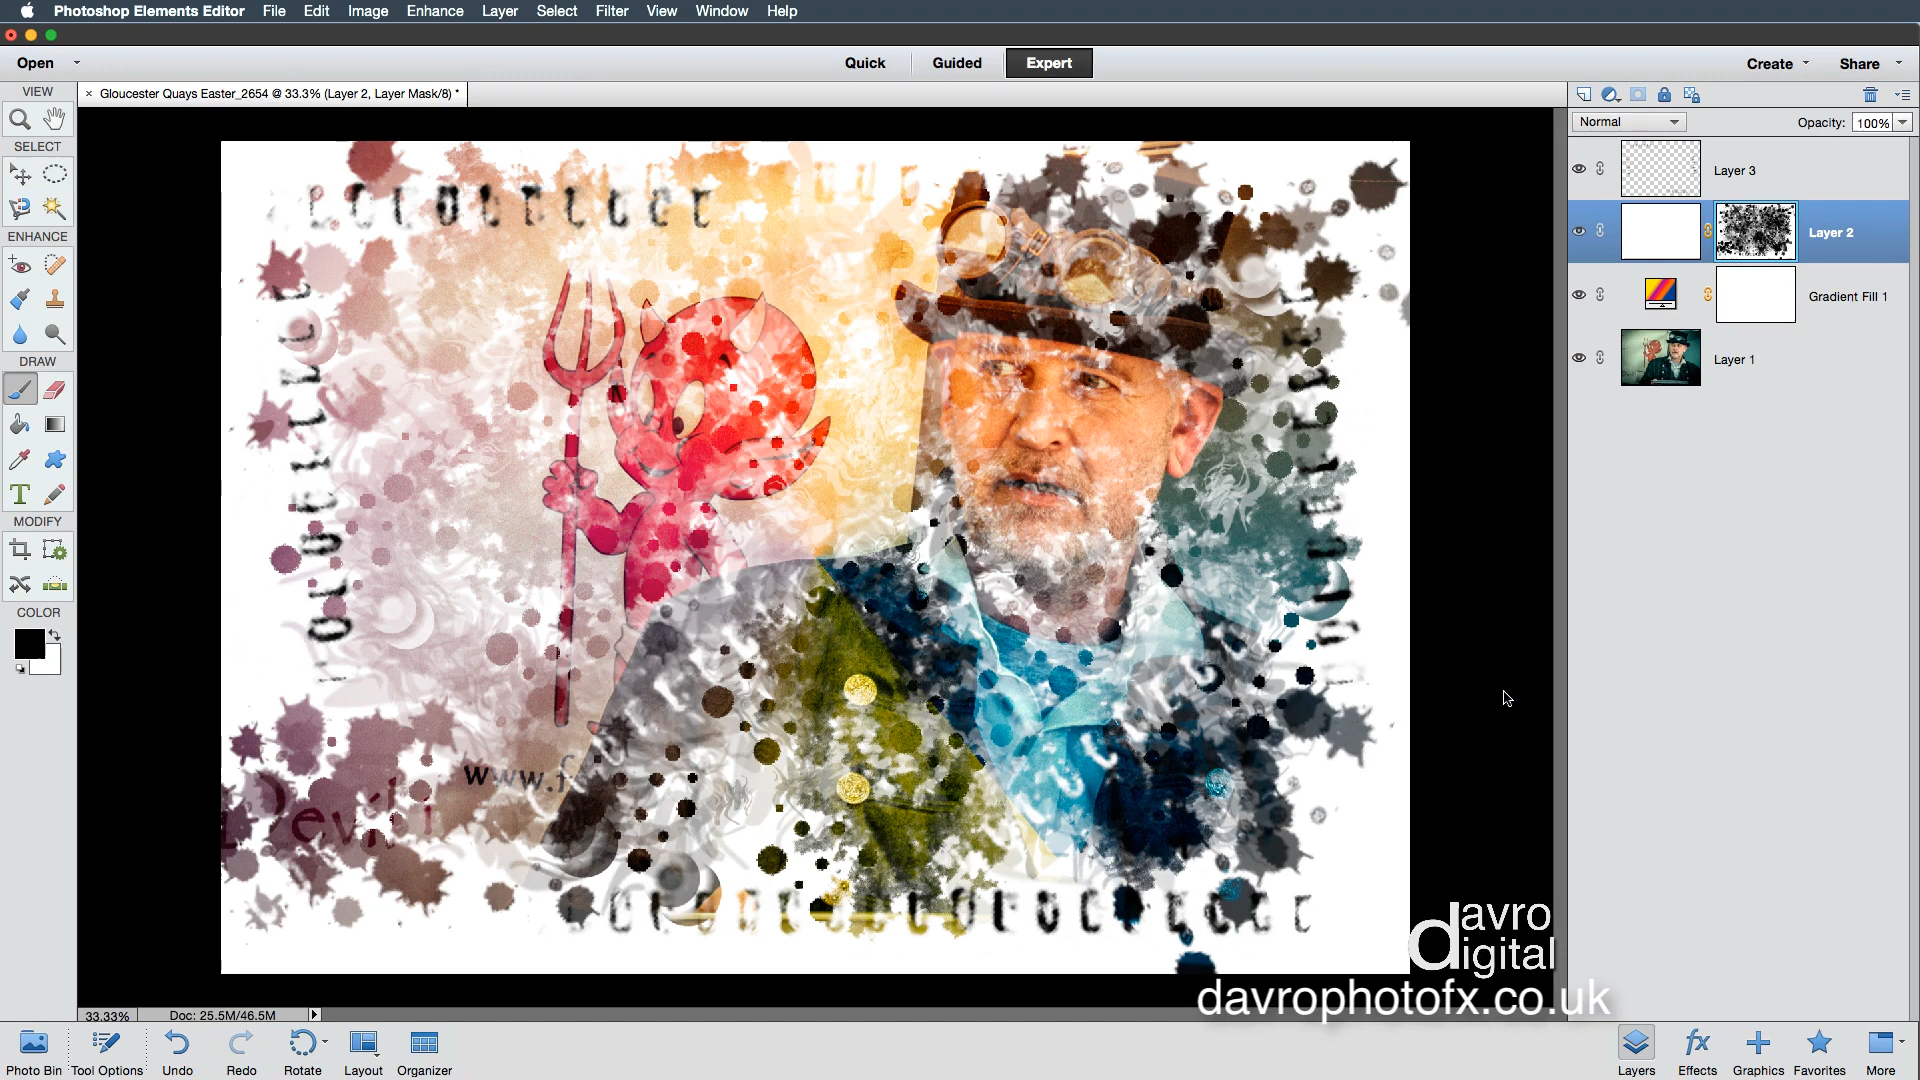 Photoshop Elements Editor File Edit Image Enhance Layer Select Filter View Window Help
Open Quick Guided Expert Create Share
VIEW
× Gloucester Quays Easter_2654 @ 33.3% (Layer 2, Layer Mask/8) *
Normal Opacity: 100%
SELECT
Layer 3
Layer 2
ENHANCE
Gradient Fill 1
Layer 1
DRAW
T
MODIFY
COLOR
www.f
Devil
davro
digital
davrophotofx.co.uk
33.33% Doc: 25.5M/46.5M
fx
Photo Bin Tool Options Undo Redo Rotate Layout Organizer Layers Effects Graphics Favorites More